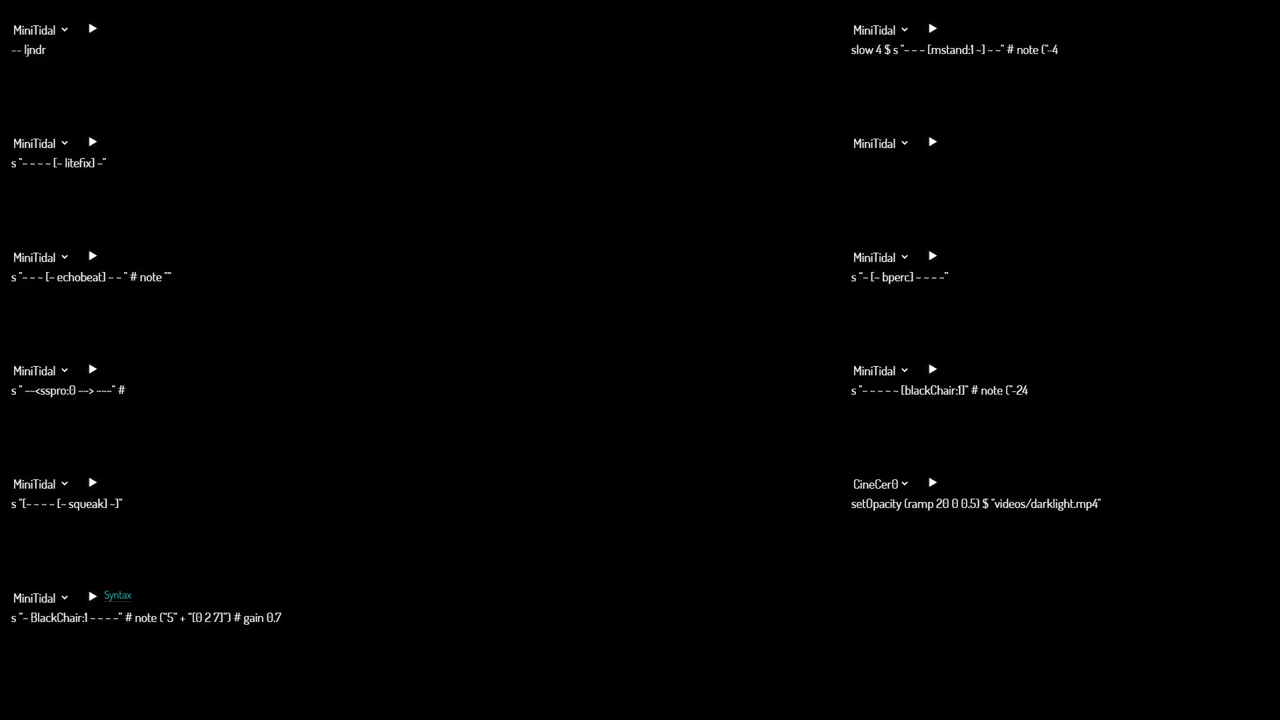 MiniTidal
-- ljndr
MiniTidal
s "~ ~ ~ ~ [~ litefix] ~"
MiniTidal
s "~ ~ ~ [~ echobeat] ~ ~ " # note ""
MiniTidal
s " ~~<sspro:0 ~~> ~~~" #
MiniTidal
s "[~ ~ ~ ~ [~ squeak] ~]"
MiniTidal Syntax
s "~ BlackChair:1 ~ ~ ~ ~" # note ("5" + "[0 2 7]") # gain 0.7
MiniTidal
slow 4 $ s "~ ~ ~ [mstand:1 ~] ~ ~" # note ("-4
MiniTidal
MiniTidal
s "~ [~ bperc] ~ ~ ~ ~"
MiniTidal
s "~ ~ ~ ~ ~ [blackChair:1]" # note ("-24
CineCer0
setOpacity (ramp 20 0 0.5) $ "videos/darklight.mp4"